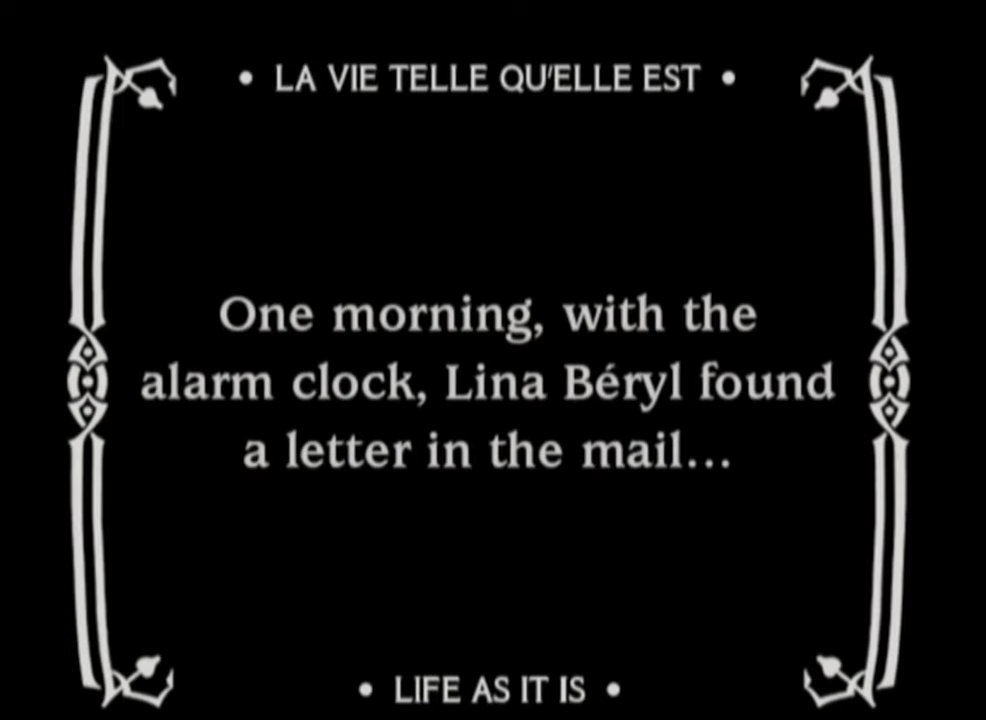 • LA VIE TELLE QU'ELLE EST •
One morning, with the
alarm clock, Lina Béryl found
a letter in the mail...
• LIFE AS IT IS •